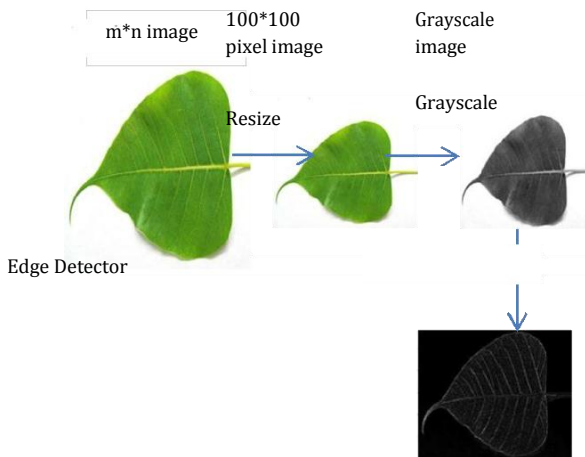 m*n image
100*100
pixel image
Grayscale
image
Resize
Grayscale
Edge Detector